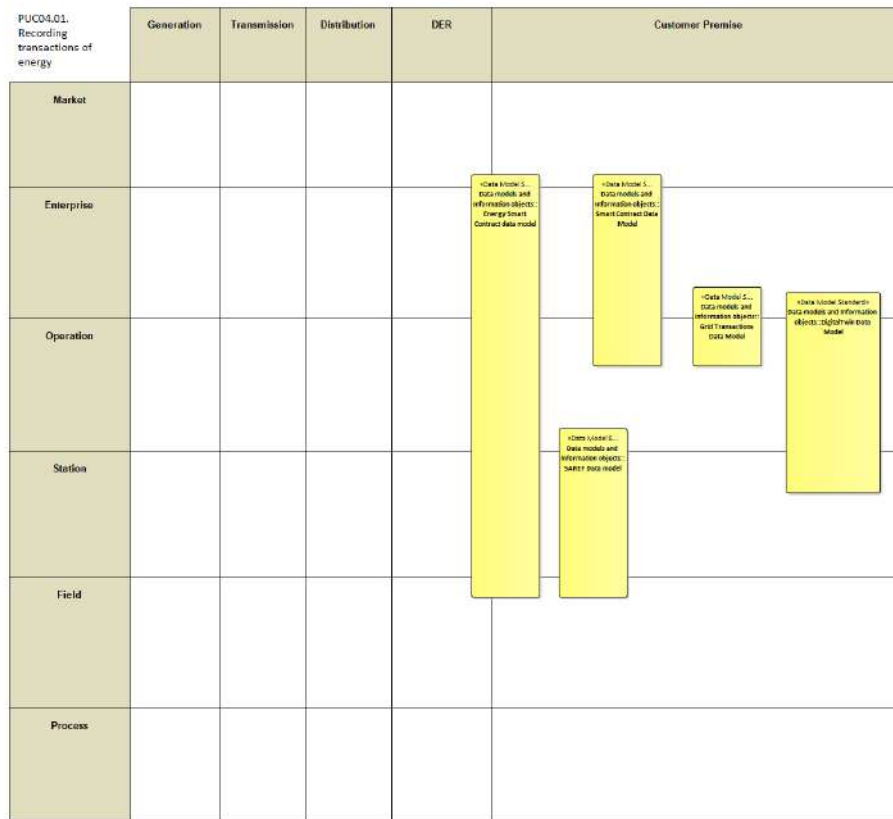 PUC04.01.
Recording
transactions of
energy
Generation
Transmission
Distribution
DER
Customer Premise
Market
Enterprise
Operation
Station
Field
Process
«Data Model S...
Data models and
Information objects::
Energy Smart
Contract data model
«Data Model S...
Data models and
Information objects::
Smart Contract Data
Model
«Data Model S...
Data models and
Information objects::
Grid Transactions
Data Model
«Data Model Standard»
Data models and Information
objects::DigitalTwin Data
Model
«Data Model S...
Data models and
Information objects::
SAREF Data model